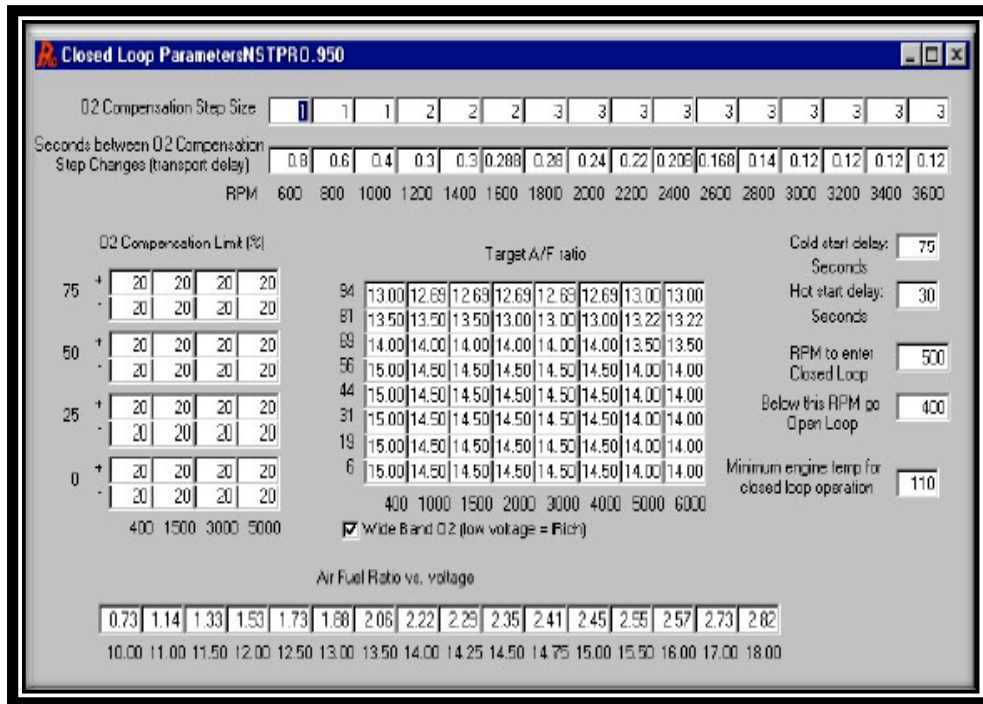 Closed Loop ParametersNSTPRO.950
O2 Compensation Step Size 1 1 1 2 2 2 3 3 3 3 3 3 3 3 3 3
Seconds between O2 Compensation
Step Changes (transport delay) 0.8 0.6 0.4 0.3 0.3 0.288 0.28 0.24 0.22 0.208 0.168 0.14 0.12 0.12 0.12 0.12
RPM 600 800 1000 1200 1400 1600 1800 2000 2200 2400 2600 2800 3000 3200 3400 3600
O2 Compensation Limit (%)
75 + 20 20 20 20
- 20 20 20 20
50 + 20 20 20 20
- 20 20 20 20
25 + 20 20 20 20
- 20 20 20 20
0 + 20 20 20 20
- 20 20 20 20
400 1500 3000 5000
Target A/F ratio
94 13.00 12.69 12.69 12.69 12.69 12.69 13.00 13.00
81 13.50 13.50 13.50 13.00 13.00 13.00 13.22 13.22
69 14.00 14.00 14.00 14.00 14.00 14.00 13.50 13.50
56 15.00 14.50 14.50 14.50 14.50 14.00 14.00 14.00
44 15.00 14.50 14.50 14.50 14.50 14.00 14.00 14.00
31 15.00 14.50 14.50 14.50 14.50 14.00 14.00 14.00
19 15.00 14.50 14.50 14.50 14.50 14.00 14.00 14.00
6 15.00 14.50 14.50 14.50 14.50 14.00 14.00 14.00
400 1000 1500 2000 3000 4000 5000 6000
Wide Band O2 (low voltage = Rich)
Cold start delay: 75
Seconds
Hot start delay: 30
Seconds
RPM to enter
Closed Loop 500
Below this RPM go
Open Loop 400
Minimum engine temp for
closed loop operation 110
Air Fuel Ratio vs. voltage
0.73 1.14 1.33 1.53 1.73 1.88 2.06 2.22 2.29 2.35 2.41 2.45 2.55 2.57 2.73 2.82
10.00 11.00 11.50 12.00 12.50 13.00 13.50 14.00 14.25 14.50 14.75 15.00 15.50 16.00 17.00 18.00